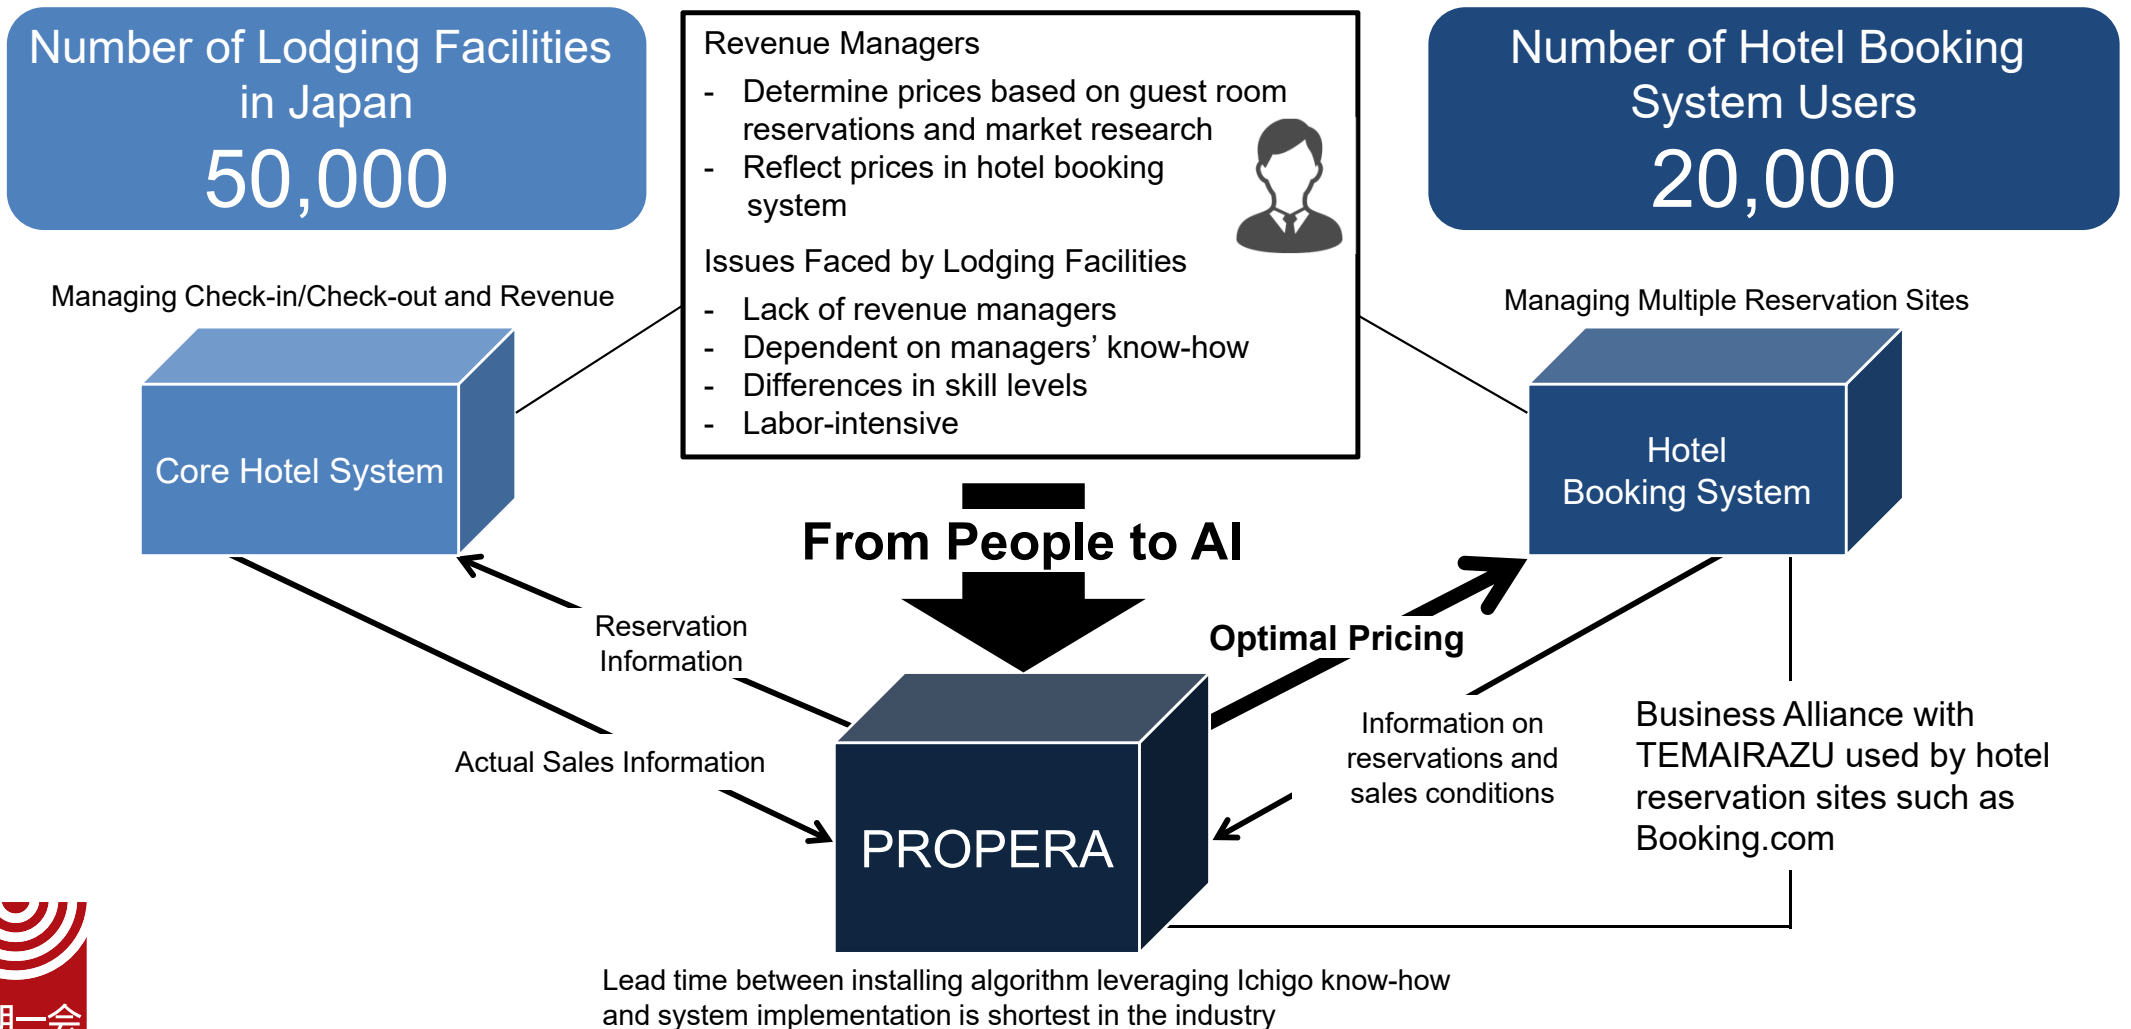 Number of Lodging Facilities
in Japan
50,000
Revenue Managers
- Determine prices based on guest room
reservations and market research
- Reflect prices in hotel booking
system
Issues Faced by Lodging Facilities
- Lack of revenue managers
- Dependent on managers’ know-how
- Differences in skill levels
- Labor-intensive
Number of Hotel Booking
System Users
20,000
Managing Check-in/Check-out and Revenue
Core Hotel System
Managing Multiple Reservation Sites
Hotel
Booking System
From People to AI
Reservation
Information
Actual Sales Information
Optimal Pricing
Information on
reservations and
sales conditions
Business Alliance with
TEMAIRAZU used by hotel
reservation sites such as
Booking.com
PROPERA
Lead time between installing algorithm leveraging Ichigo know-how
and system implementation is shortest in the industry
一会